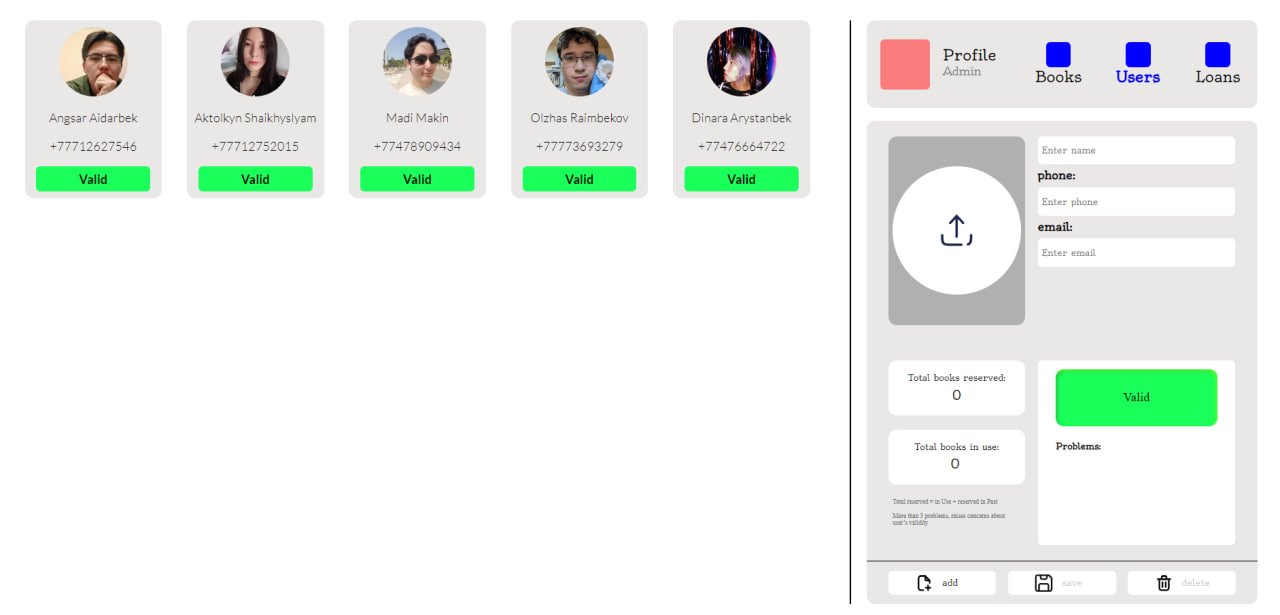 Angsar Aidarbek
+77712627546
Valid
Aktolkyn Shaikhyslyam
+77712752015
Valid
Madi Makin
+77478909434
Valid
Olzhas Raimbekov
+77773693279
Valid
Dinara Arystanbek
+77476664722
Valid
Profile
Admin
Books
Users
Loans
Enter name
phone:
Enter phone
email:
Enter email
Total books reserved:
0
Total books in use:
0
Total reserved = in Use + reserved in Past
More than 3 problems, raises concerns about
user's validity
Valid
Problems:
add
save
delete